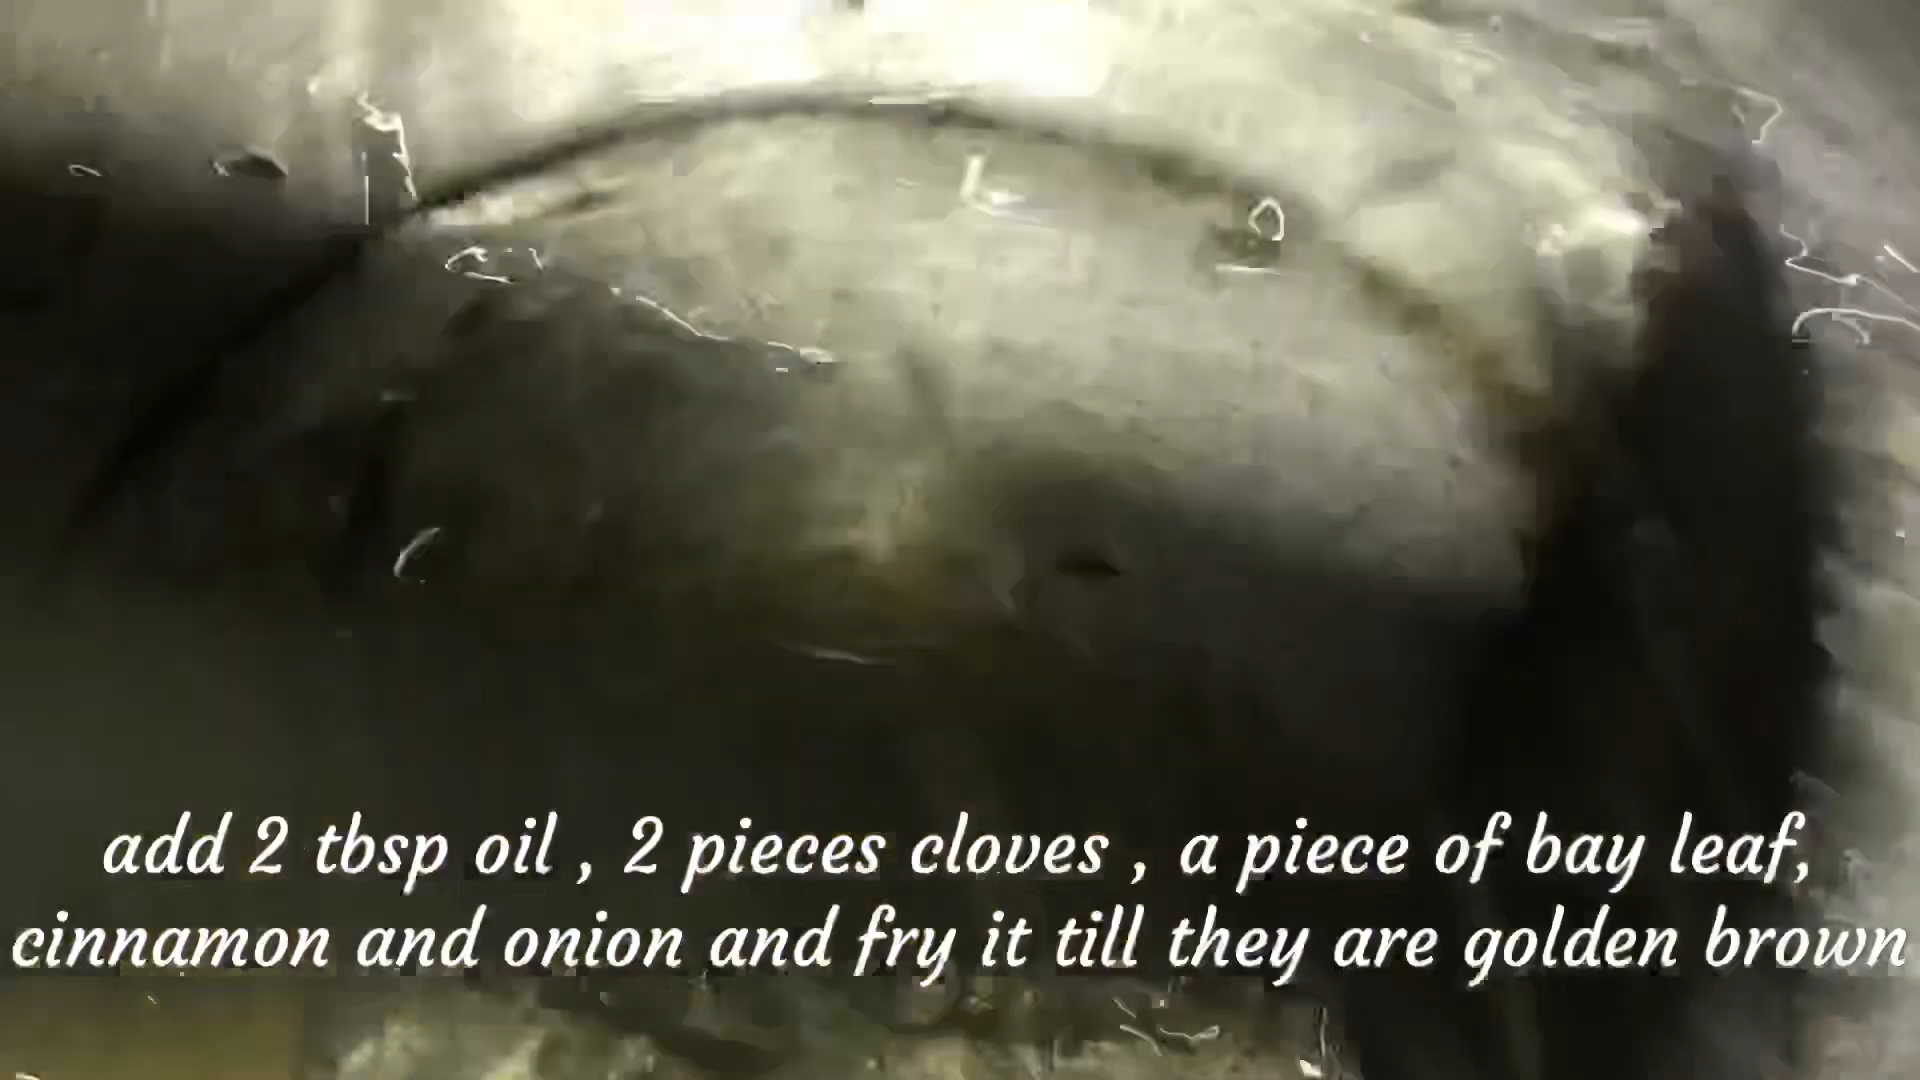 add 2 tbsp oil , 2 pieces cloves , a piece of bay leaf,
cinnamon and onion and fry it till they are golden brown